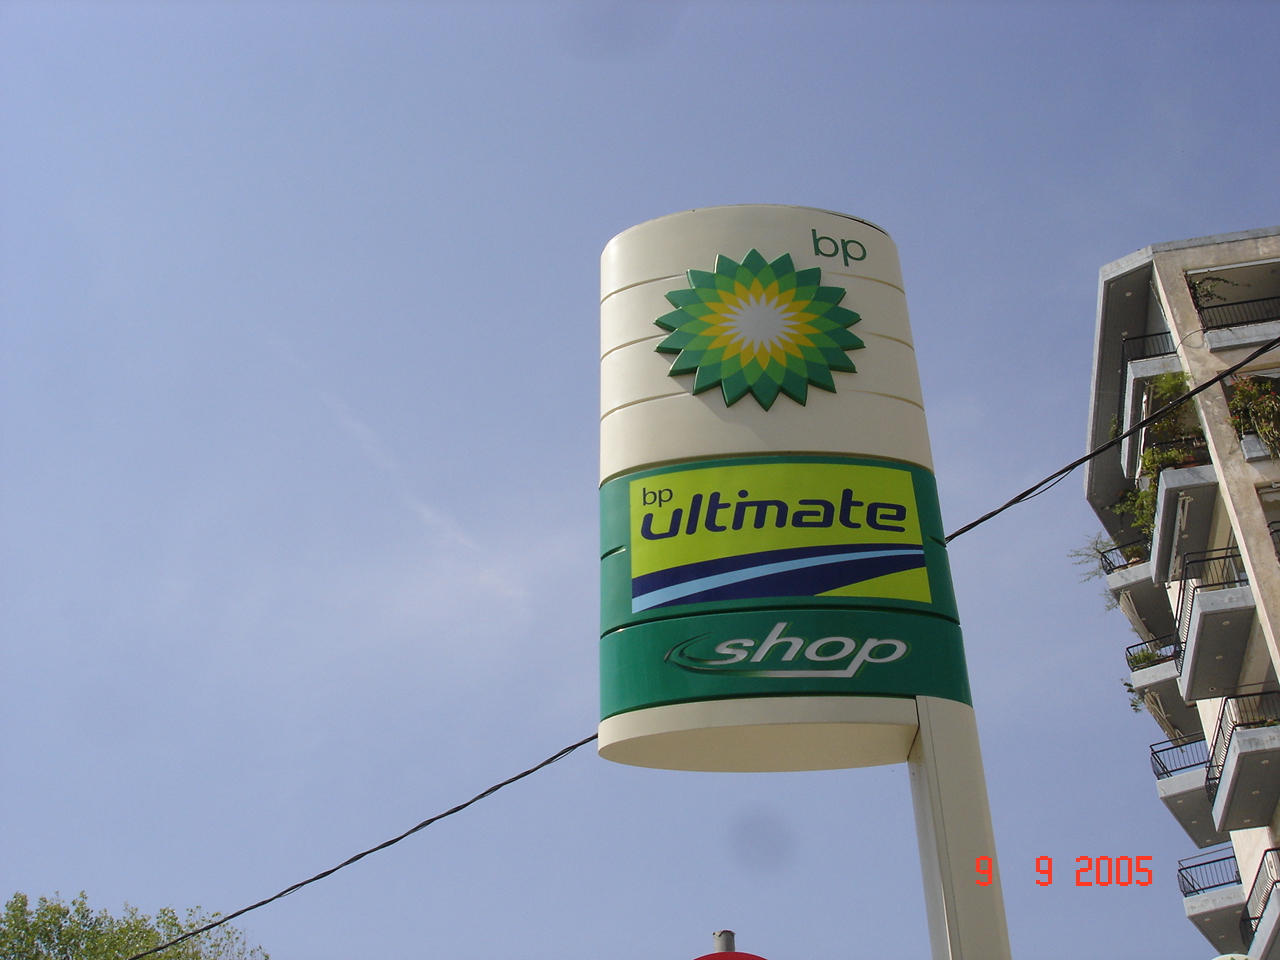 bp
bp
ultimate
shop
9 9 2005